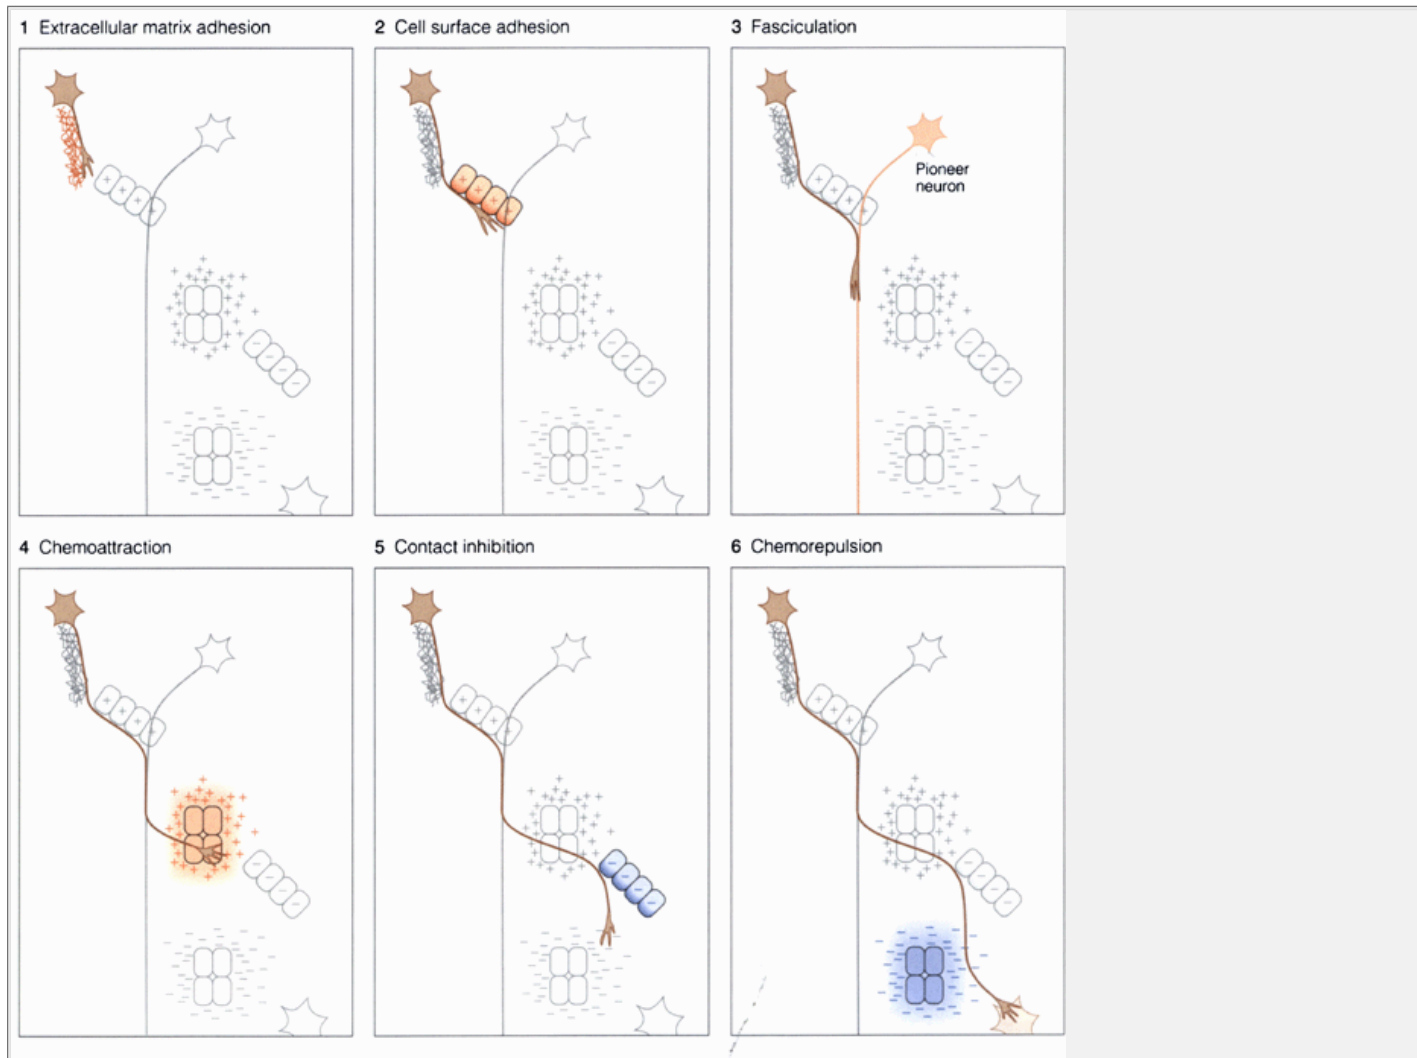 1 Extracellular matrix adhesion
2 Cell surface adhesion
3 Fasciculation
Pioneer
neuron
4 Chemoattraction
5 Contact inhibition
6 Chemorepulsion